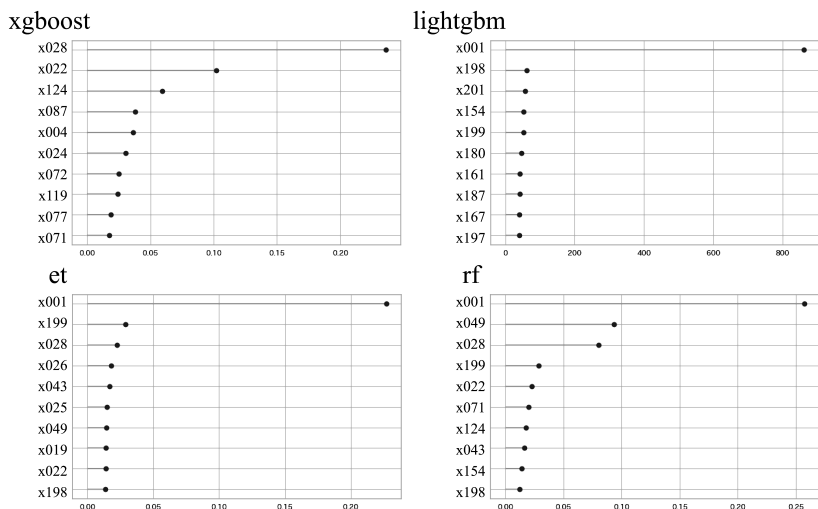 xgboost
x028
x022
x124
x087
x004
x024
x072
x119
x077
x071
0.00 0.05 0.10 0.15 0.20
lightgbm
x001
x198
x201
x154
x199
x180
x161
x187
x167
x197
0 200 400 600 800
et
x001
x199
x028
x026
x043
x025
x049
x019
x022
x198
0.00 0.05 0.10 0.15 0.20
rf
x001
x049
x028
x199
x022
x071
x124
x043
x154
x198
0.00 0.05 0.10 0.15 0.20 0.25